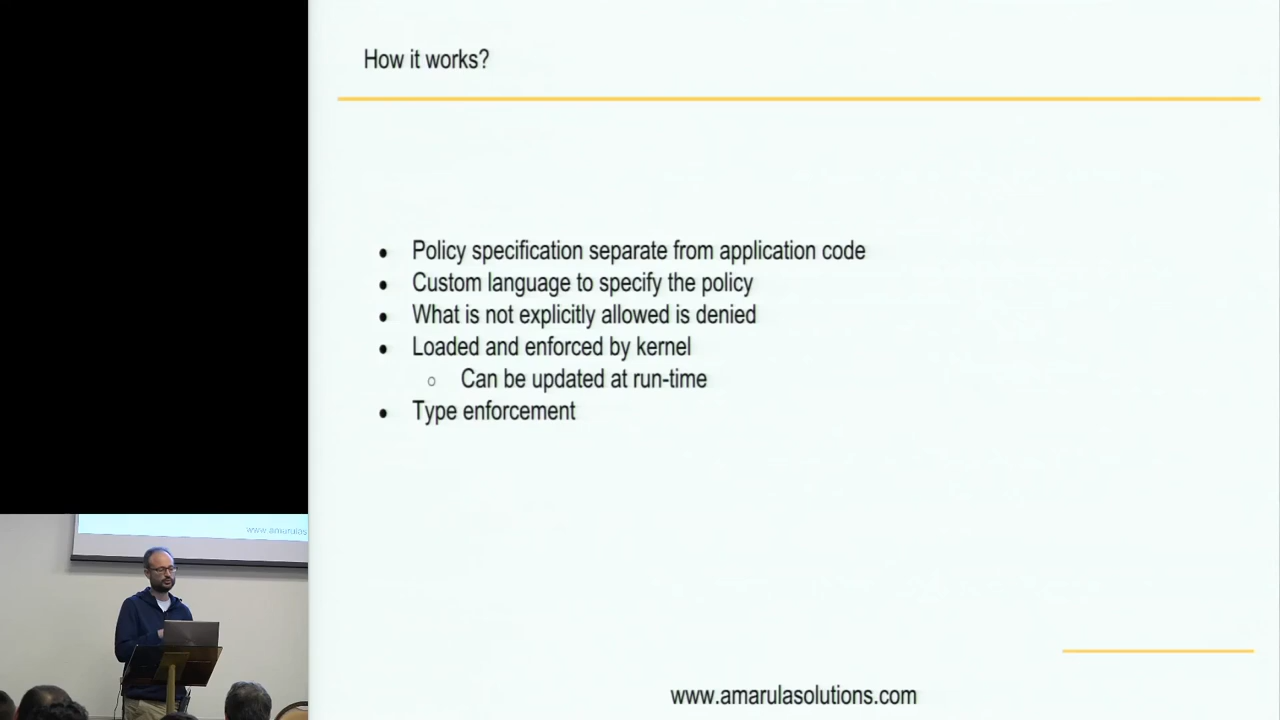 How it works?
● Policy specification separate from application code
● Custom language to specify the policy
● What is not explicitly allowed is denied
● Loaded and enforced by kernel
○ Can be updated at run-time
● Type enforcement
www.amarulasolutions.com
www.amarulos